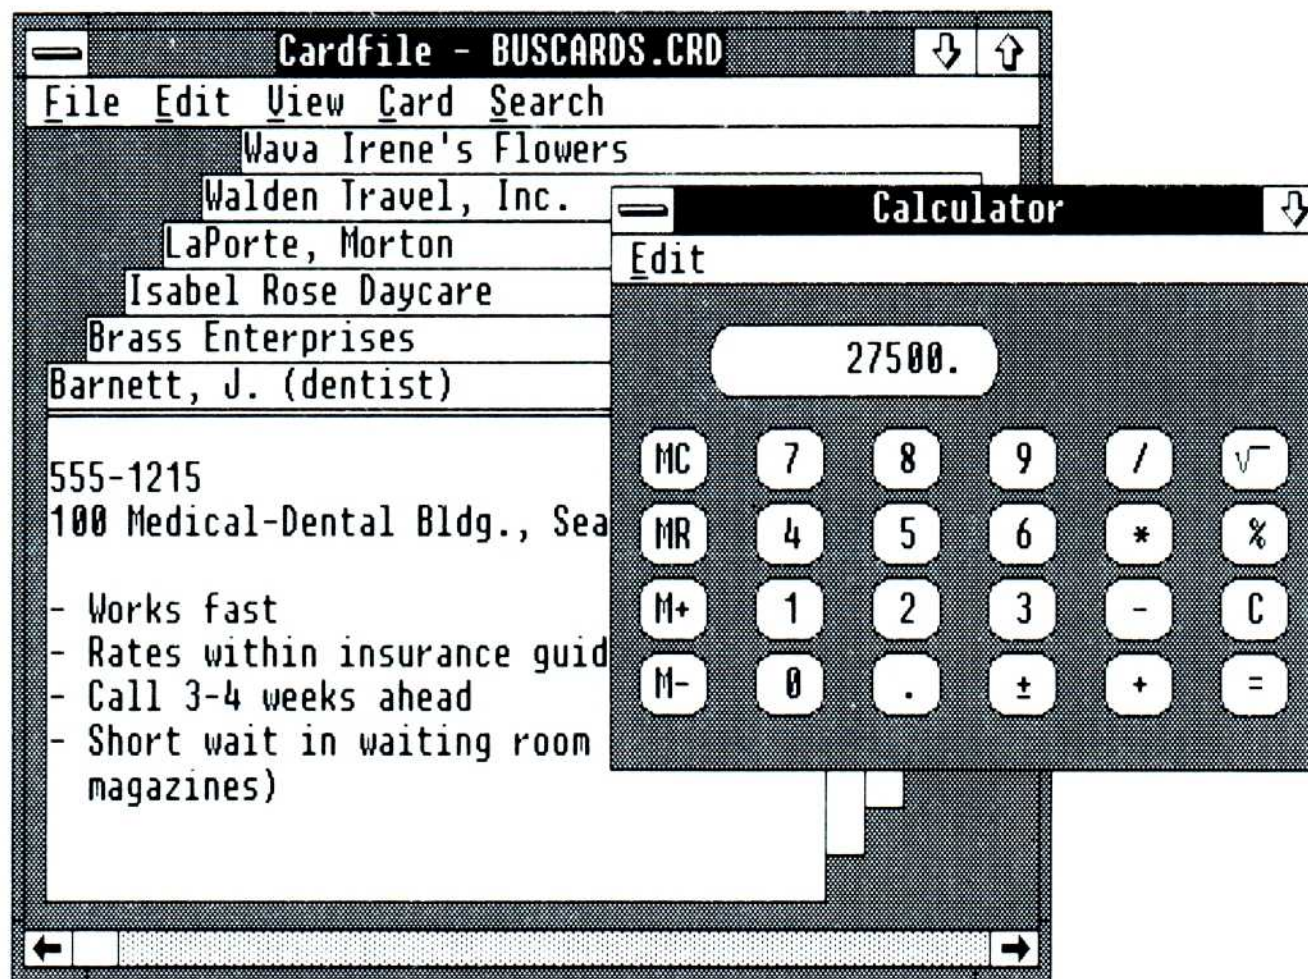 Cardfile - BUSCARDS.CRD
File Edit View Card Search
Wava Irene's Flowers
Walden Travel, Inc.
LaPorte, Morton
Isabel Rose Daycare
Brass Enterprises
Barnett, J. (dentist)
555-1215
100 Medical-Dental Bldg., Sea
- Works fast
- Rates within insurance guid
- Call 3-4 weeks ahead
- Short wait in waiting room
magazines)
Calculator
Edit
27500.
MC 7 8 9 / √
MR 4 5 6 * %
M+ 1 2 3 - C
M- 0 . ± + =